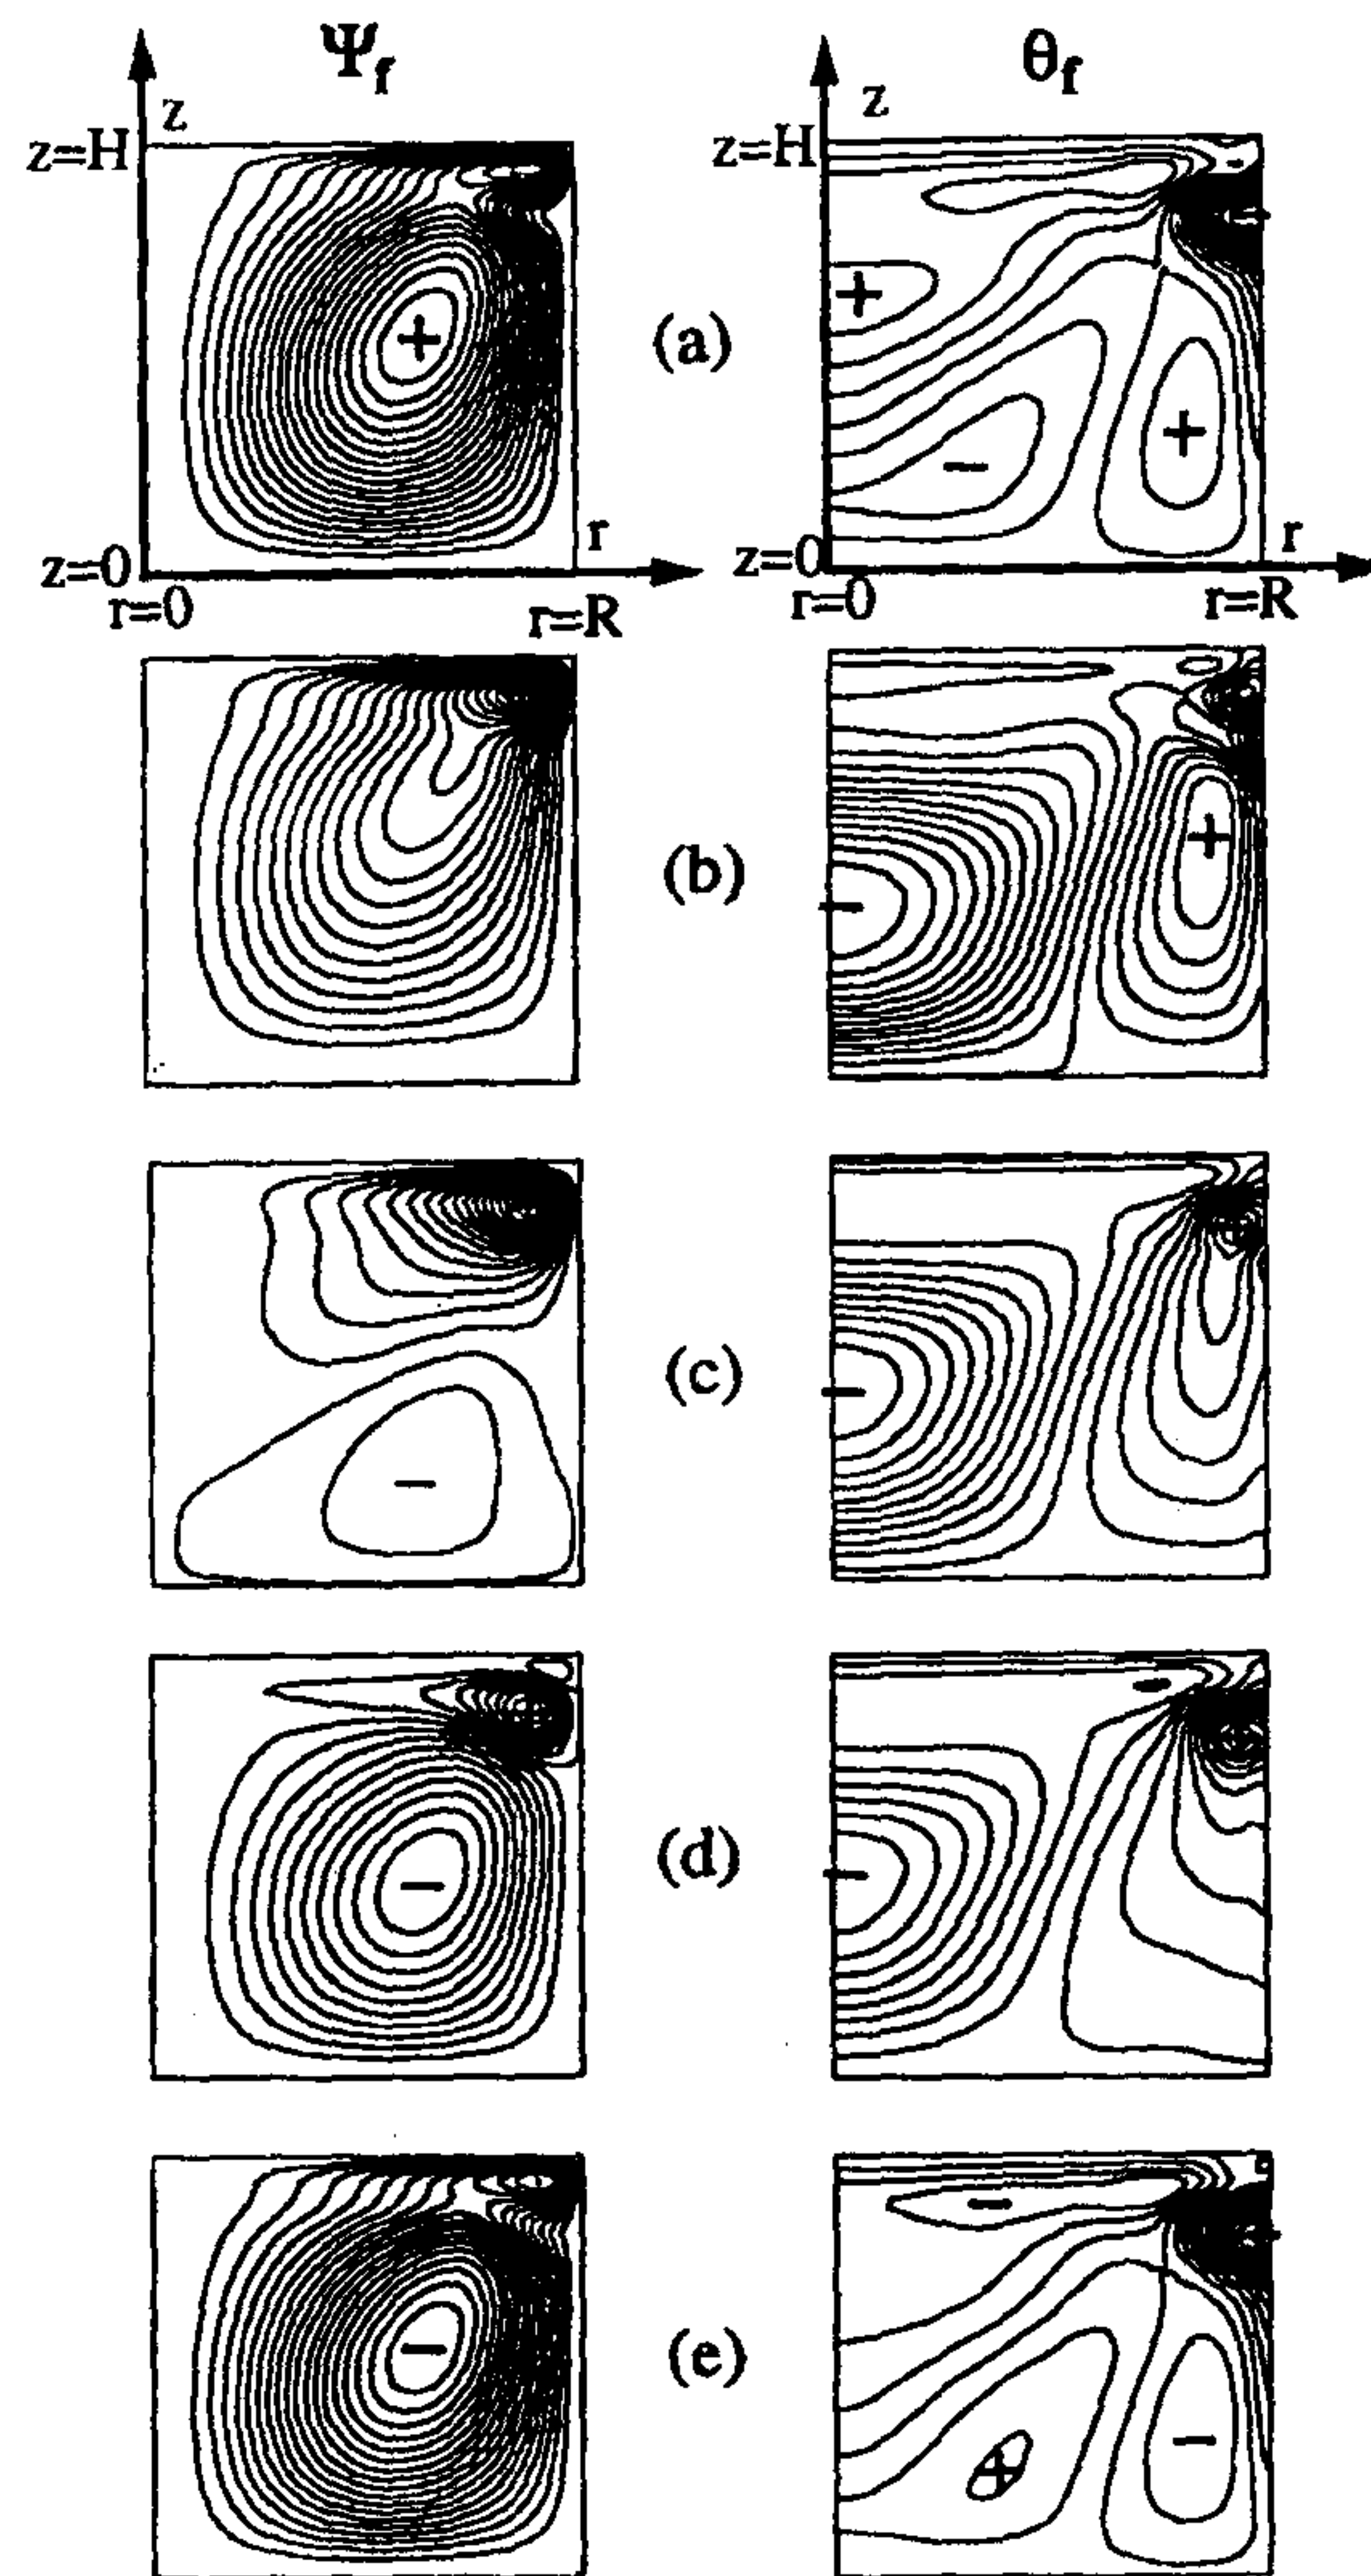 Ψf θf
z z
z=H z=H
+ + (a) + −
r r
z=0 z=0
r=0 r=R r=0 r=R
(b) + −
− (c) −
− (d) −
− (e) − + −